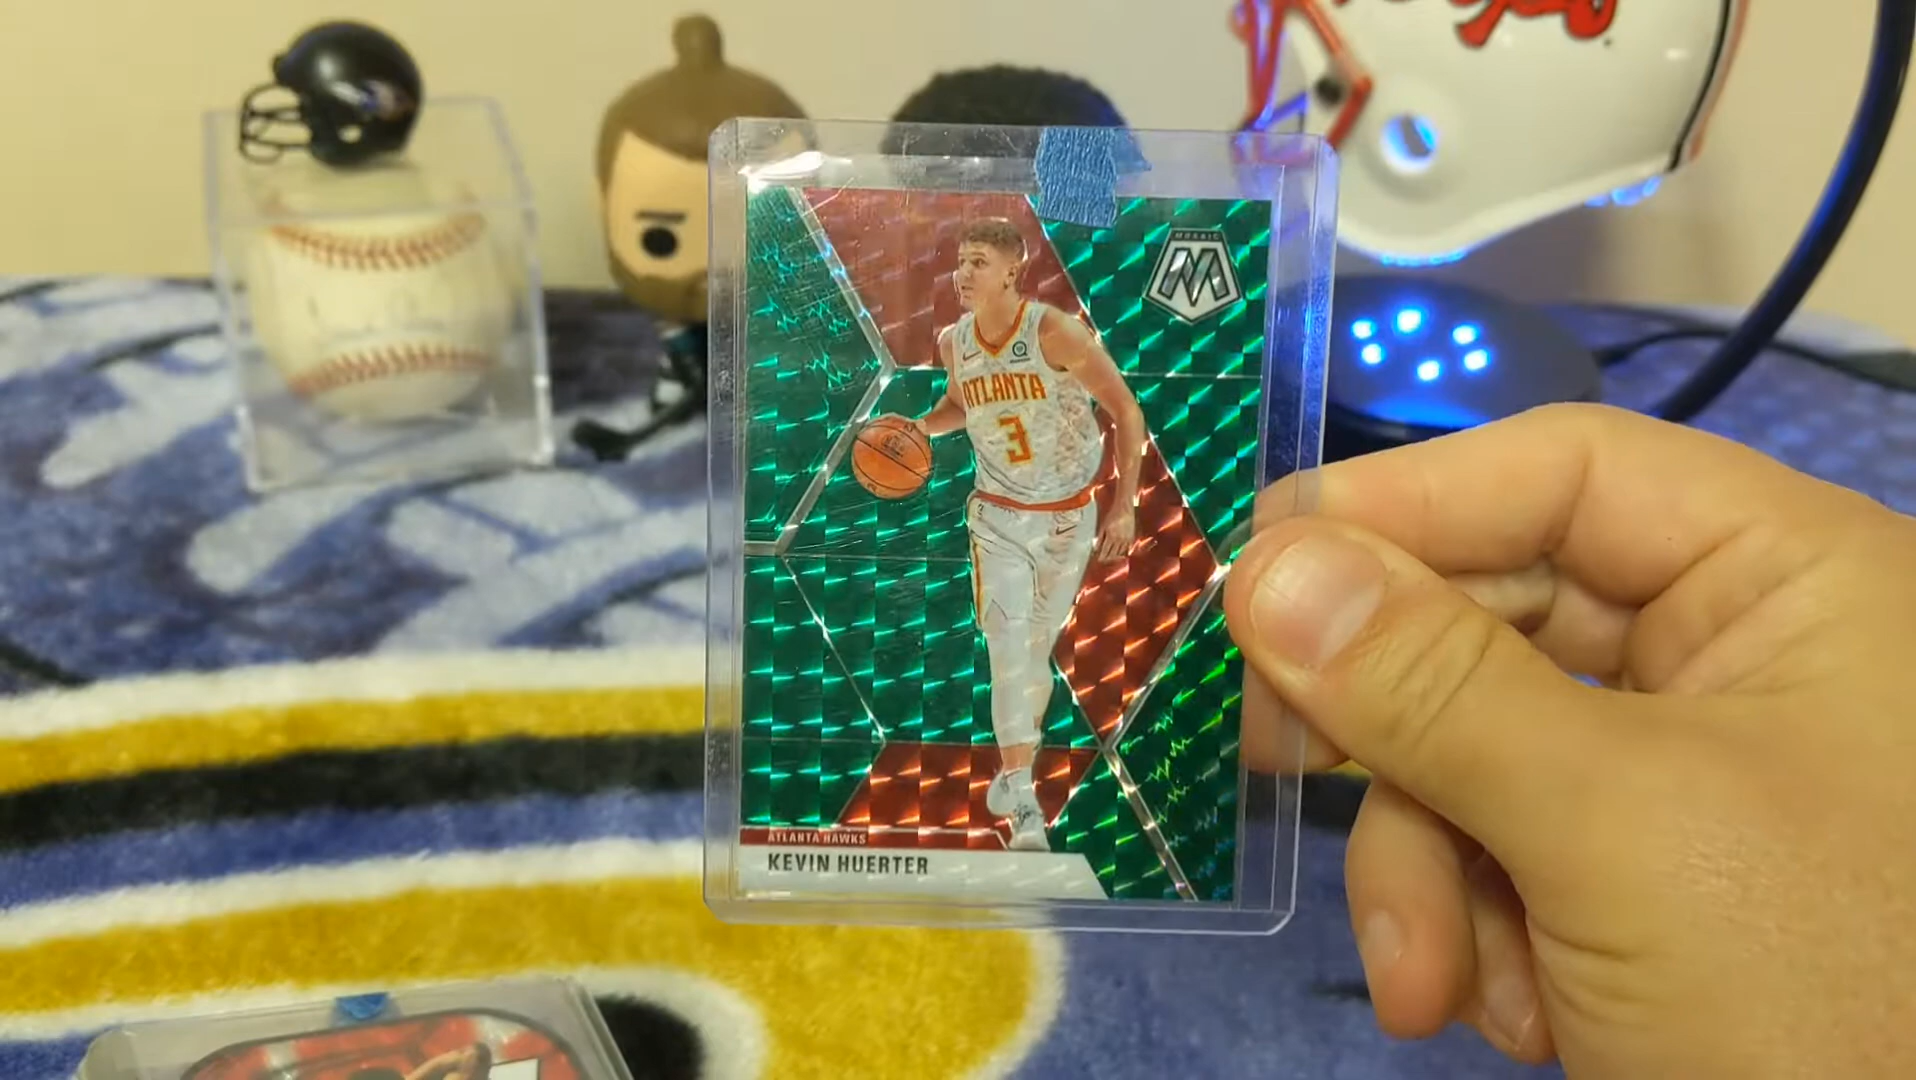 MOSAIC
ATLANTA
3
ATLANTA HAWKS
KEVIN HUERTER